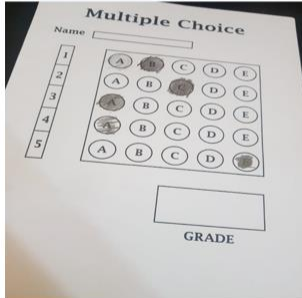 Multiple Choice
Name
1 A B C D E
2 A B C D E
3 A B C D E
4 A B C D E
5 A B C D E
GRADE